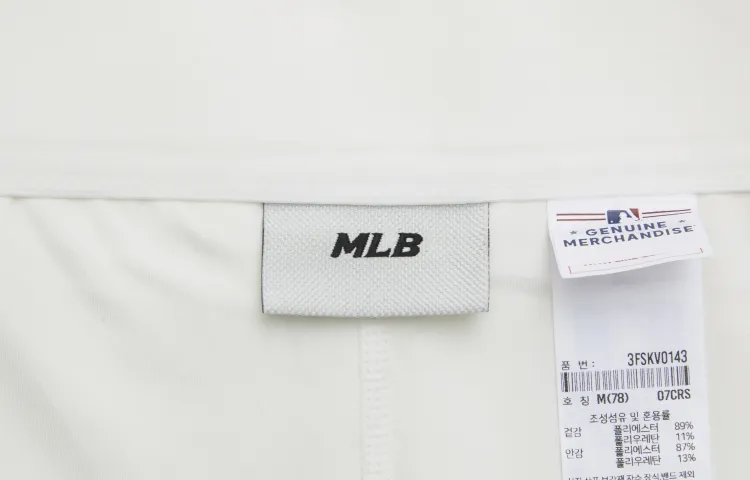 MLB
GENUINE
MERCHANDISE
품 번: 3FSKV0143
호 칭 M(78) 07CRS
조성섬유 및 혼용률
겉감 폴리에스터 89%
폴리우레탄 11%
안감 폴리에스터 87%
폴리우레탄 13%